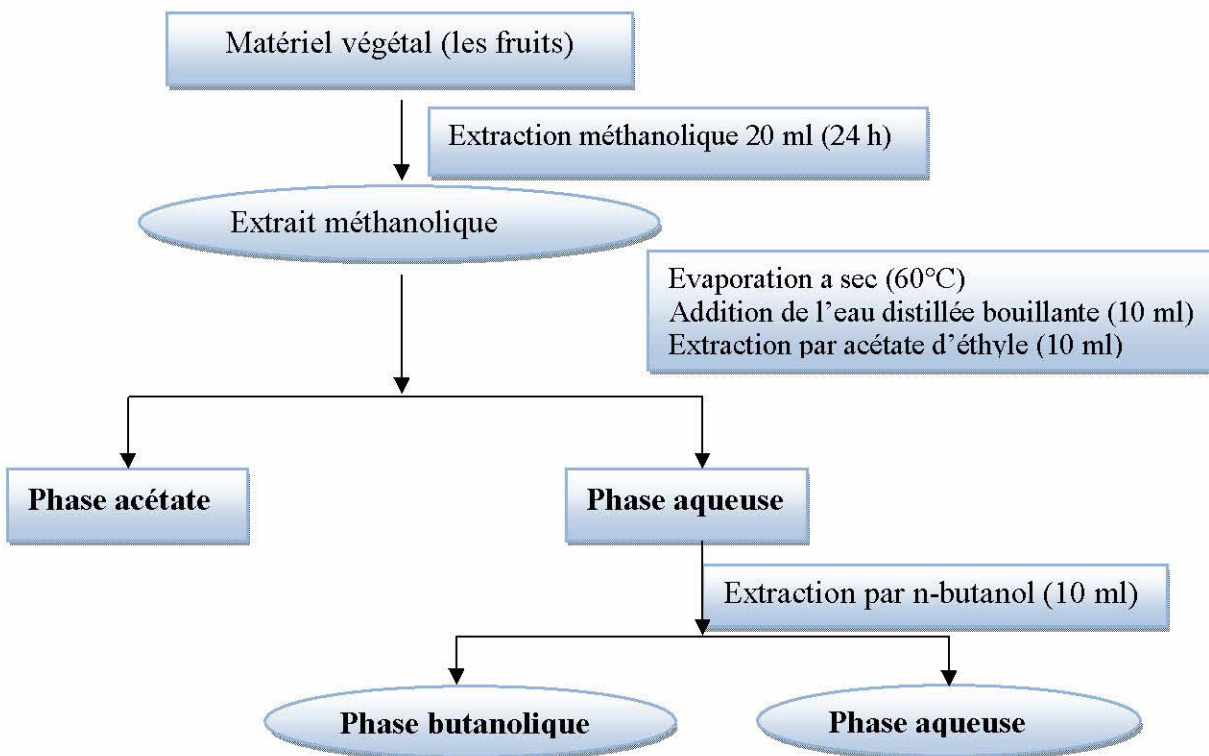 Matériel végétal (les fruits)
Extraction méthanolique 20 ml (24 h)
Extrait méthanolique
Evaporation a sec (60°C)
Addition de l'eau distillée bouillante (10 ml)
Extraction par acétate d'éthyle (10 ml)
Phase acétate
Phase aqueuse
Extraction par n-butanol (10 ml)
Phase butanolique
Phase aqueuse